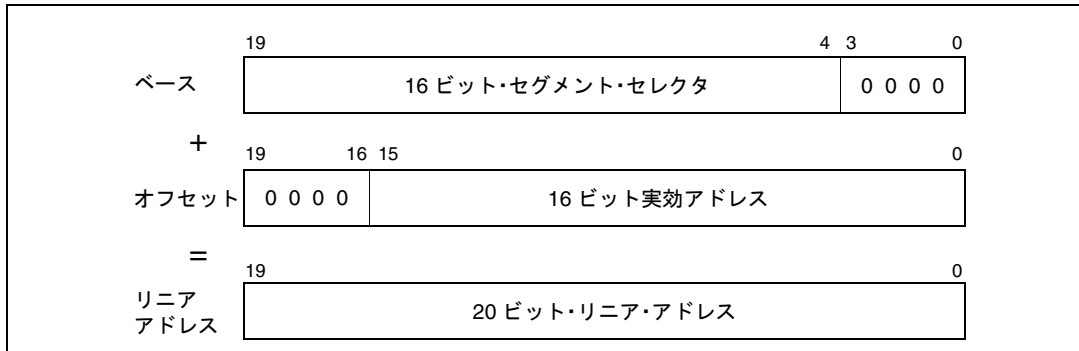 19 4 3 0
ベース 16 ビット・セグメント・セレクタ 0 0 0 0
+
19 16 15 0
オフセット 0 0 0 0 16 ビット実効アドレス
=
19 0
リニア
アドレス 20 ビット・リニア・アドレス